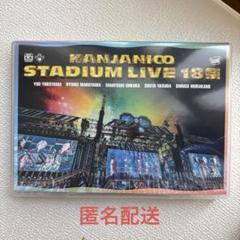 KANJANI∞
STADIUM LIVE 18祭
YOU YOKOYAMA RYUHEI MARUYAMA TADAYOSHI OHKURA SHOTA YASUDA SHINGO MURAKAMI
匿名配送